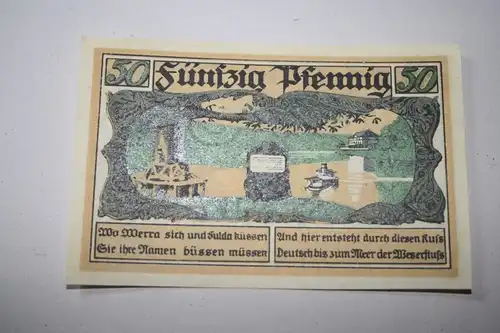 50 Fünfzig Pfennig 50
Wo Werra sich und Fulda küssen
Sie ihre Namen büssen müssen
Und hier entsteht durch diesen Kuß
Deutsch bis zum Meer der Weserfluß